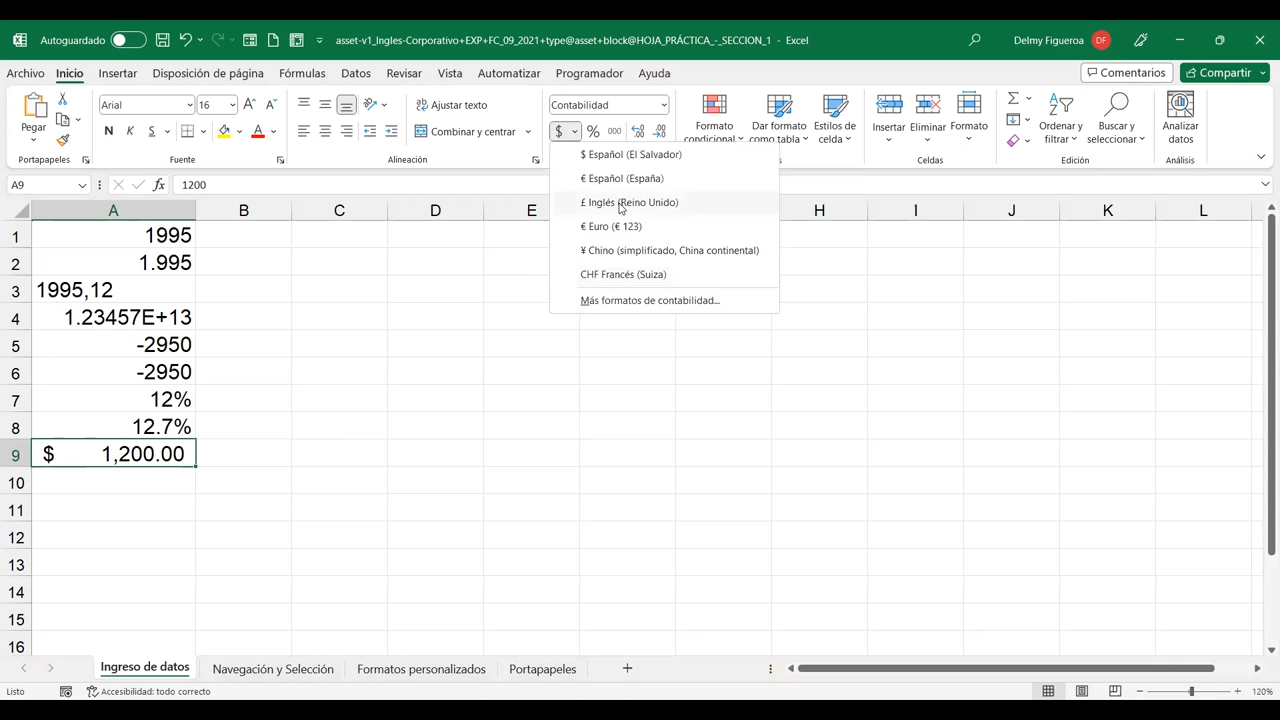 Autoguardado
asset-v1_Ingles-Corporativo+EXP+FC_09_2021+type@asset+block@HOJA_PRÁCTICA_-_SECCION_1 - Excel
Delmy Figueroa DF
Archivo Inicio Insertar Disposición de página Fórmulas Datos Revisar Vista Automatizar Programador Ayuda
Comentarios Compartir
Pegar
Portapapeles
Arial 16 A A
N K S A
Fuente
Ajustar texto
Combinar y centrar
Alineación
Contabilidad
$ % 000
Formato condicional
Dar formato como tabla
Estilos de celda
Insertar Eliminar Formato
Celdas
Ordenar y filtrar
Buscar y seleccionar
Edición
Analizar datos
Análisis
$ Español (El Salvador)
€ Español (España)
£ Inglés (Reino Unido)
€ Euro (€ 123)
¥ Chino (simplificado, China continental)
CHF Francés (Suiza)
Más formatos de contabilidad...
A9 fx 1200
A B C D E H I J K L
1 1995
2 1.995
3 1995,12
4 1.23457E+13
5 -2950
6 -2950
7 12%
8 12.7%
9 $ 1,200.00
10
11
12
13
14
15
16
Ingreso de datos Navegación y Selección Formatos personalizados Portapapeles
Listo Accesibilidad: todo correcto 120%